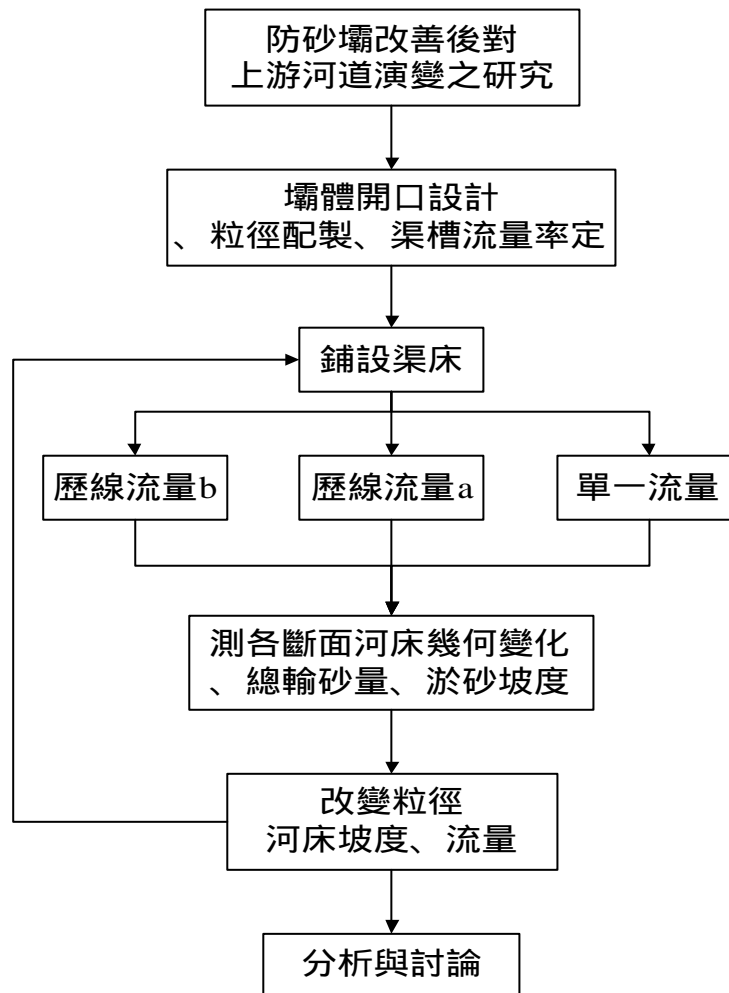 防砂壩改善後對
上游河道演變之研究
壩體開口設計
、粒徑配製、渠槽流量率定
鋪設渠床
歷線流量b
歷線流量a
單一流量
測各斷面河床幾何變化
、總輸砂量、淤砂坡度
改變粒徑
河床坡度、流量
分析與討論